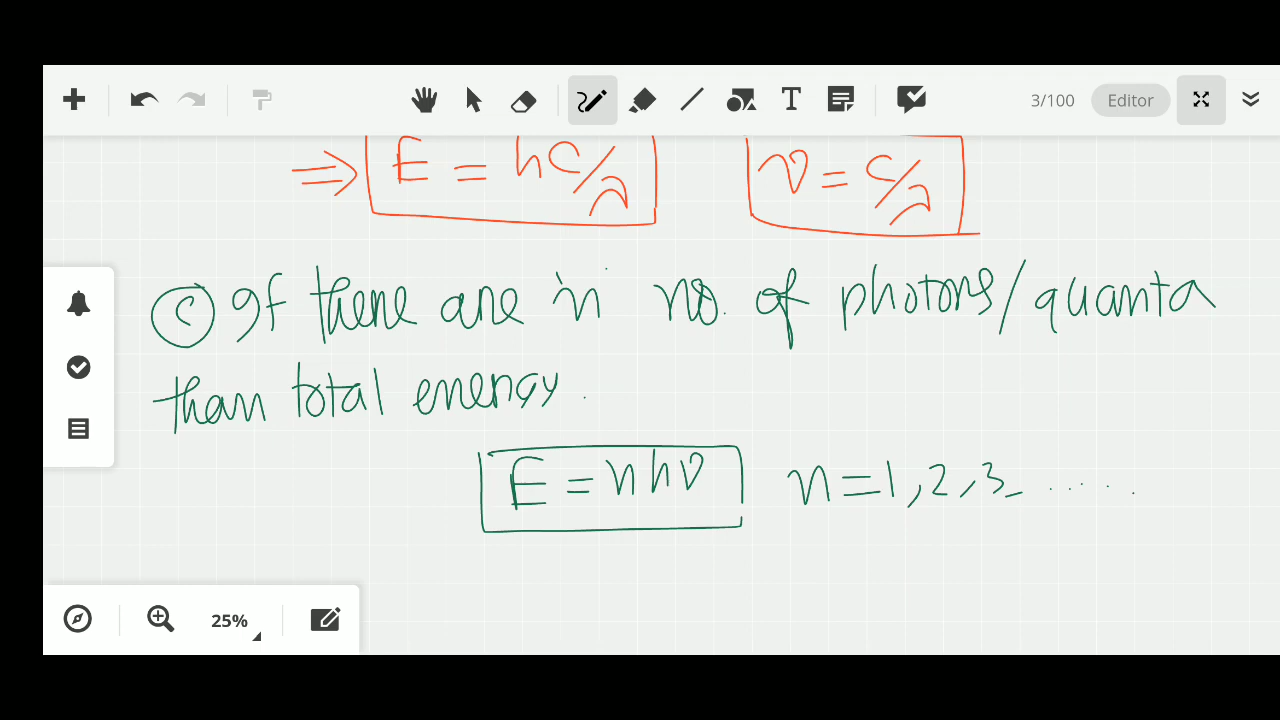 3/100 Editor
⇒ E = hc/λ ν = c/λ
(c) If there are n no. of photons/quanta
than total energy.
E = nhν n = 1, 2, 3 - .....
25%